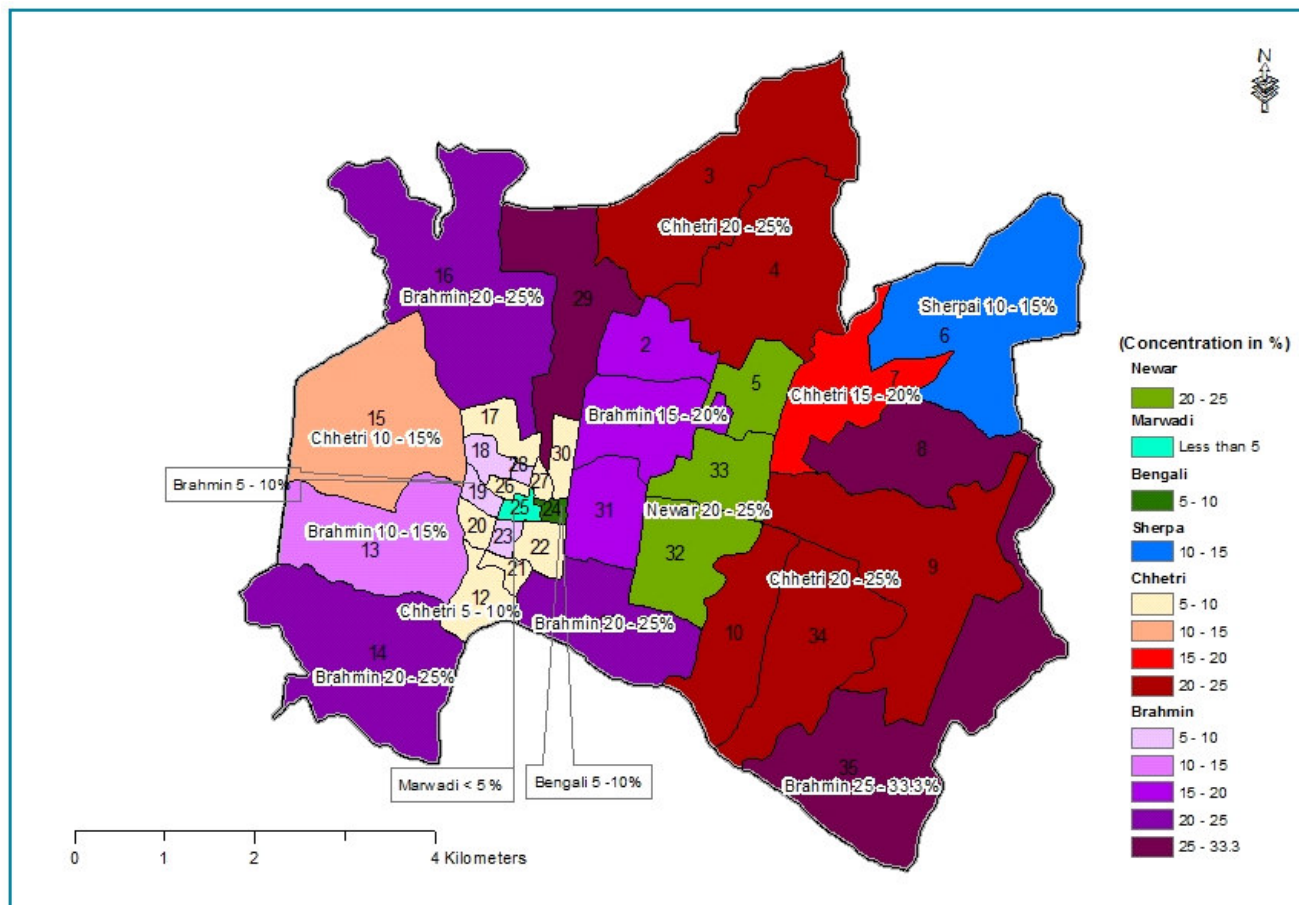 N
3
Chhetri 20 - 25%
4
16
Brahmin 20 - 25%
29
Sherpai 10 - 15%
6
2
5
7
Chhetri 15 - 20%
15
Chhetri 10 - 15%
17
Brahmin 15 - 20%
8
18
28
30
33
Brahmin 5 - 10%
19
26
27
25
24
31
Newar 20 - 25%
20
23
22
32
Brahmin 10 - 15%
13
21
9
Chhetri 20 - 25%
12
Chhetri 5 - 10%
Brahmin 20 - 25%
10
34
14
Brahmin 20 - 25%
35
Brahmin 25 - 33.3%
Marwadi < 5 %
Bengali 5 -10%
0 1 2 4 Kilometers
(Concentration in %)
Newar
20 - 25
Marwadi
Less than 5
Bengali
5 - 10
Sherpa
10 - 15
Chhetri
5 - 10
10 - 15
15 - 20
20 - 25
Brahmin
5 - 10
10 - 15
15 - 20
20 - 25
25 - 33.3